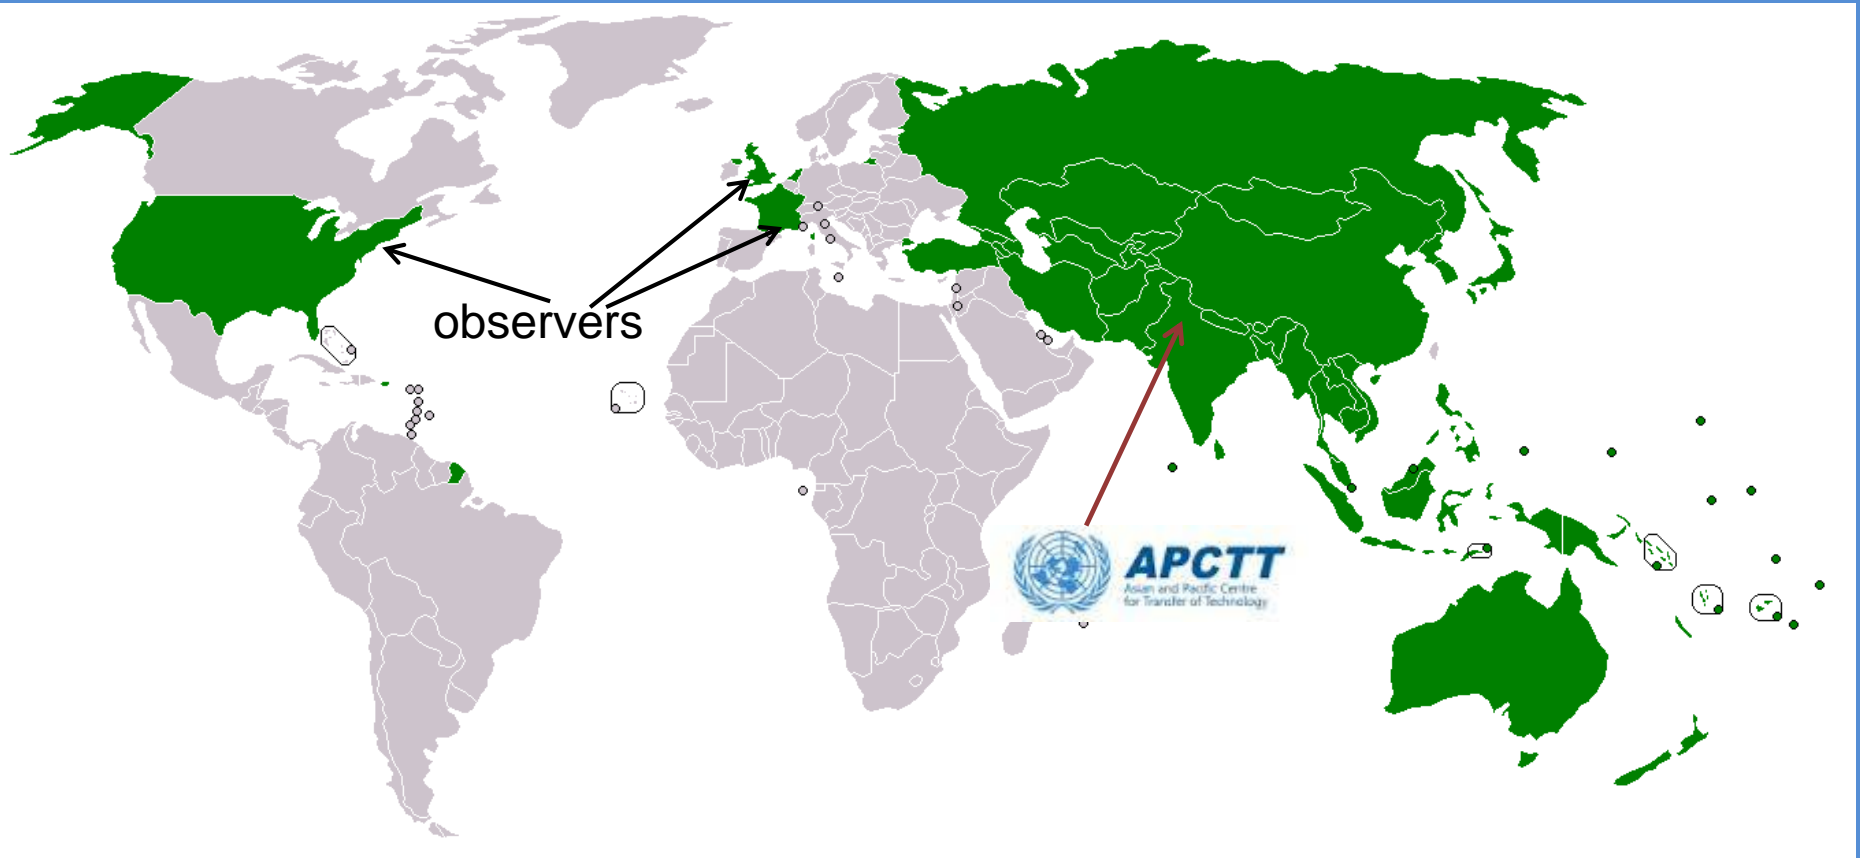 observers
APCTT
Asian and Pacific Centre
for Transfer of Technology